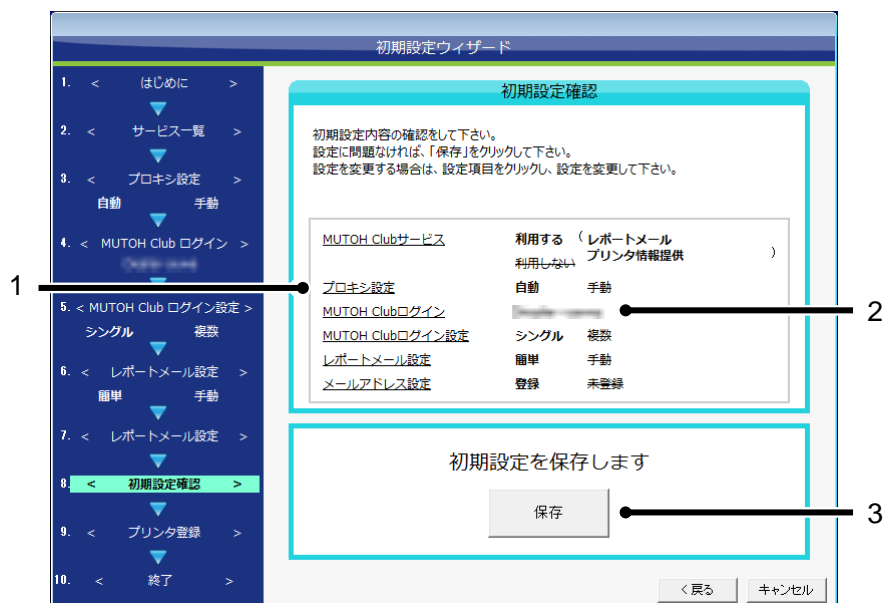 初期設定ウィザード
1. < はじめに >
2. < サービス一覧 >
3. < プロキシ設定 >
自動 手動
4. < MUTOH Club ログイン >
5. < MUTOH Club ログイン設定 >
シングル 複数
6. < レポートメール設定 >
簡単 手動
7. < レポートメール設定 >
8. < 初期設定確認 >
9. < プリンタ登録 >
10. < 終了 >
初期設定確認
初期設定内容の確認をして下さい。
設定に問題なければ、「保存」をクリックして下さい。
設定を変更する場合は、設定項目をクリックし、設定を変更して下さい。
MUTOH Clubサービス 利用する ( レポートメール
利用しない プリンタ情報提供 )
プロキシ設定 自動 手動
MUTOH Clubログイン
MUTOH Clubログイン設定 シングル 複数
レポートメール設定 簡単 手動
メールアドレス設定 登録 未登録
初期設定を保存します
保存
< 戻る キャンセル
1
2
3